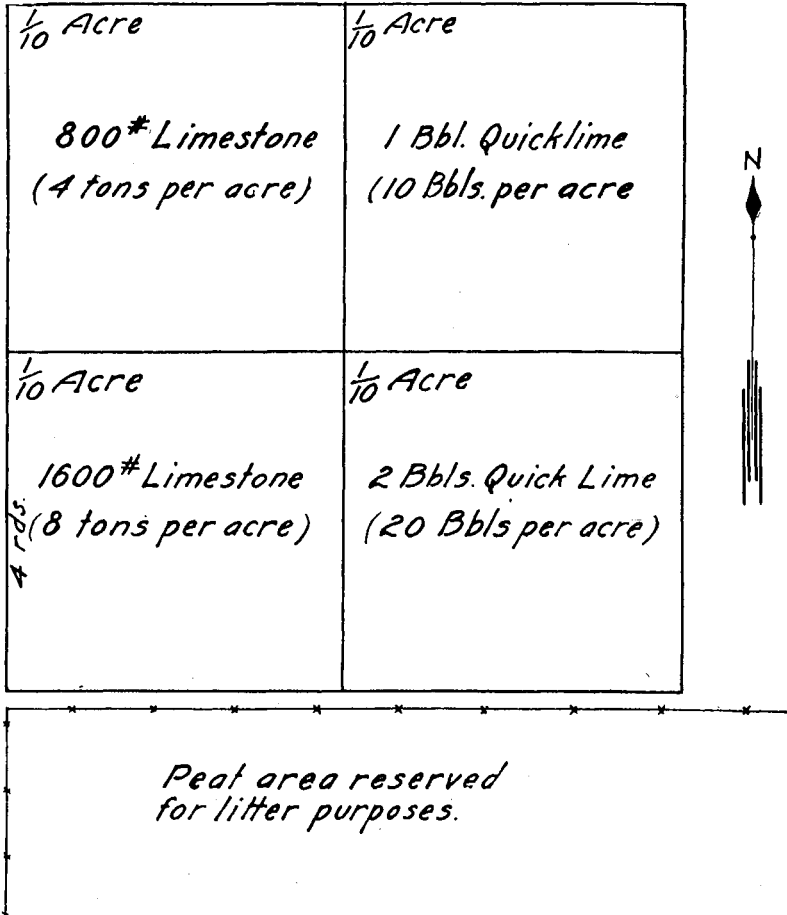 1/10 Acre
800# Limestone
(4 tons per acre)
1/10 Acre
1 Bbl. Quicklime
(10 Bbls. per acre
N
1/10 Acre
1600# Limestone
(8 tons per acre)
4 rds.
1/10 Acre
2 Bbls. Quick Lime
(20 Bbls per acre)
Peat area reserved
for litter purposes.